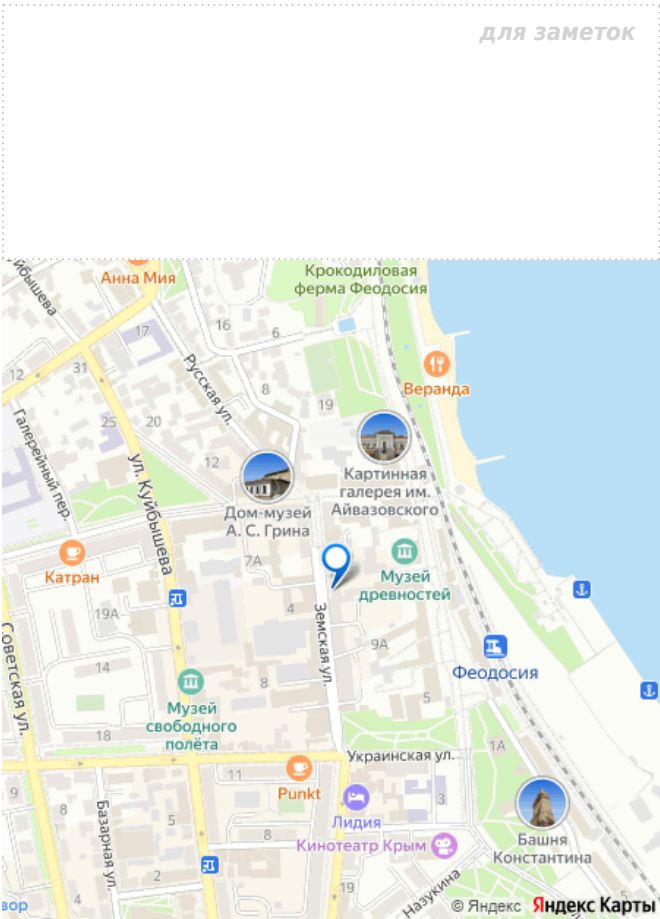 для заметок
йбышева
Анна Мия
Крокодиловая
ферма Феодосия
16
6
17
12
31
Русская ул.
Веранда
8
19
Галерейный пер.
25
20
ул. Куйбышева
12
Картинная
галерея им.
Айвазовского
Дом-музей
А. С. Грина
Катран
7А
Музей
древностей
19А
4
Земская ул.
Советская ул.
9А
14
8
Феодосия
5
Музей
свободного
полёта
18
1А
Украинская ул.
11
Punkt
9
8
Базарная ул.
5
3
Лидия
8
Кинотеатр Крым
Башня
Константина
4
19
Назукина
вор
© Яндекс Яндекс Карты